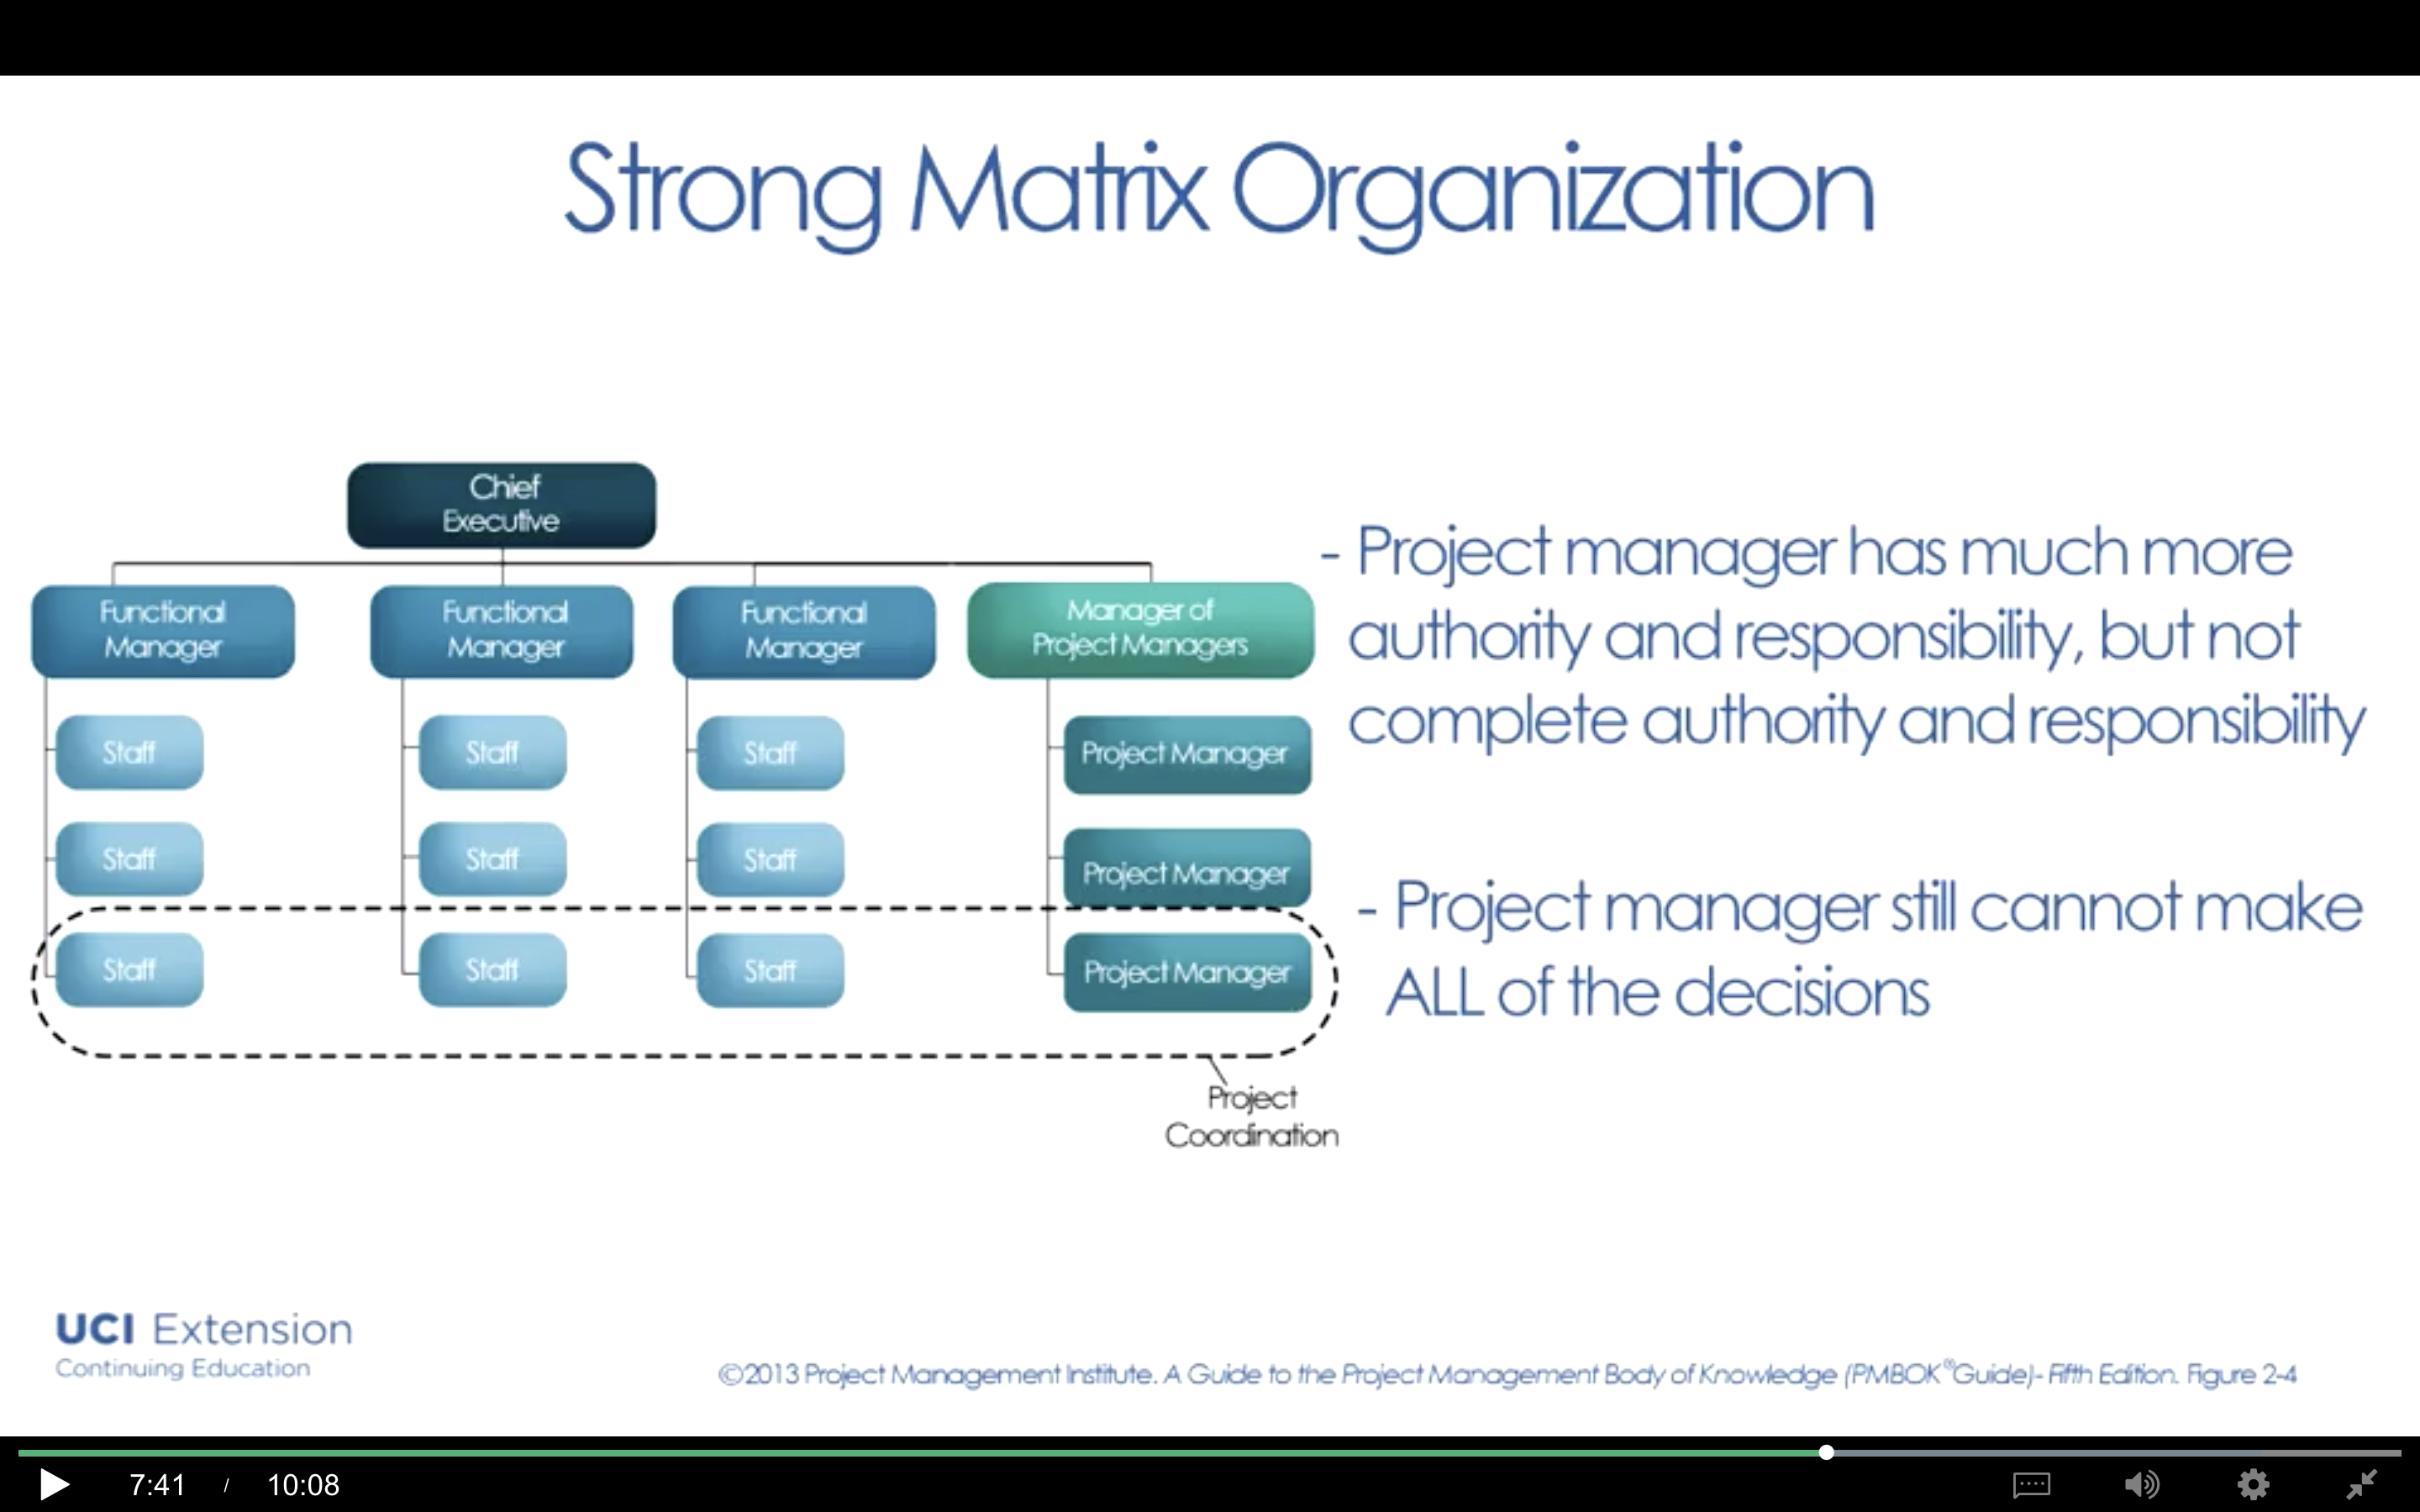 Strong Matrix Organization
Chief
Executive
Functional
Manager
Functional
Manager
Functional
Manager
Manager of
Project Managers
Staff
Staff
Staff
Project Manager
Staff
Staff
Staff
Project Manager
Staff
Staff
Staff
Project Manager
Project
Coordination
- Project manager has much more
authority and responsibility, but not
complete authority and responsibility
- Project manager still cannot make
ALL of the decisions
UCI Extension
Continuing Education
©2013 Project Management Institute. A Guide to the Project Management Body of Knowledge (PMBOK®Guide)- Fifth Edition. Figure 2-4
7:41 / 10:08